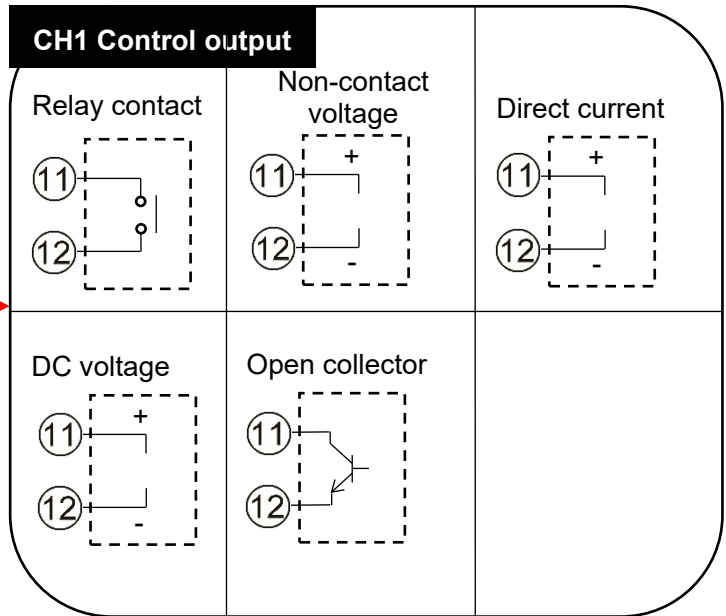 CH1 Control output
Relay contact
11
12
Non-contact
voltage
11
+
12
-
Direct current
11
+
12
-
DC voltage
11
+
12
-
Open collector
11
12